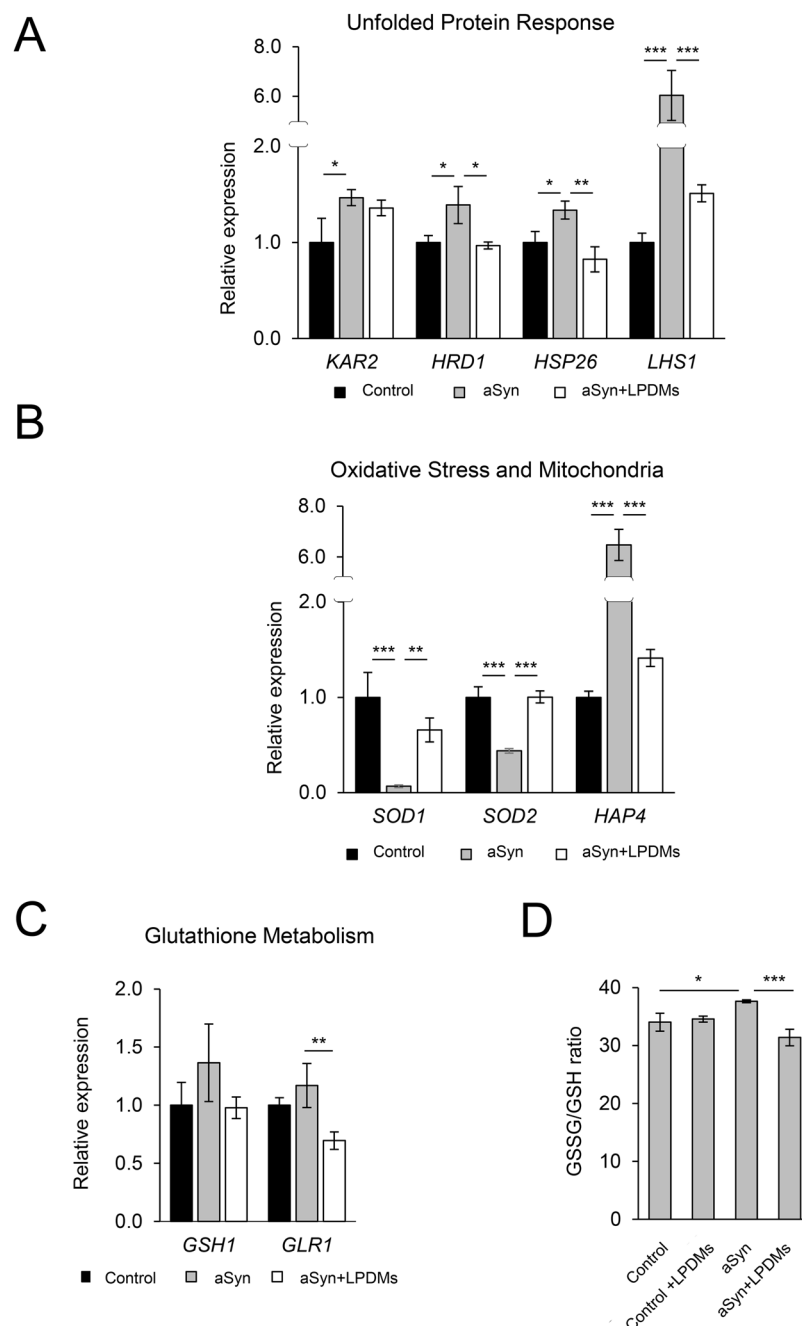 A
Unfolded Protein Response
*** ***
8.0
6.0
2.0
* * * * **
1.0
0.0
Relative expression
KAR2 HRD1 HSP26 LHS1
Control aSyn aSyn+LPDMs
B
Oxidative Stress and Mitochondria
8.0
*** ***
6.0
2.0
*** ** *** ***
1.0
0.0
Relative expression
SOD1 SOD2 HAP4
Control aSyn aSyn+LPDMs
C
Glutathione Metabolism
2.0
1.5
**
1.0
0.5
0.0
Relative expression
GSH1 GLR1
Control aSyn aSyn+LPDMs
D
* ***
40
30
20
10
0
GSSG/GSH ratio
Control
Control +LPDMs
aSyn
aSyn+LPDMs